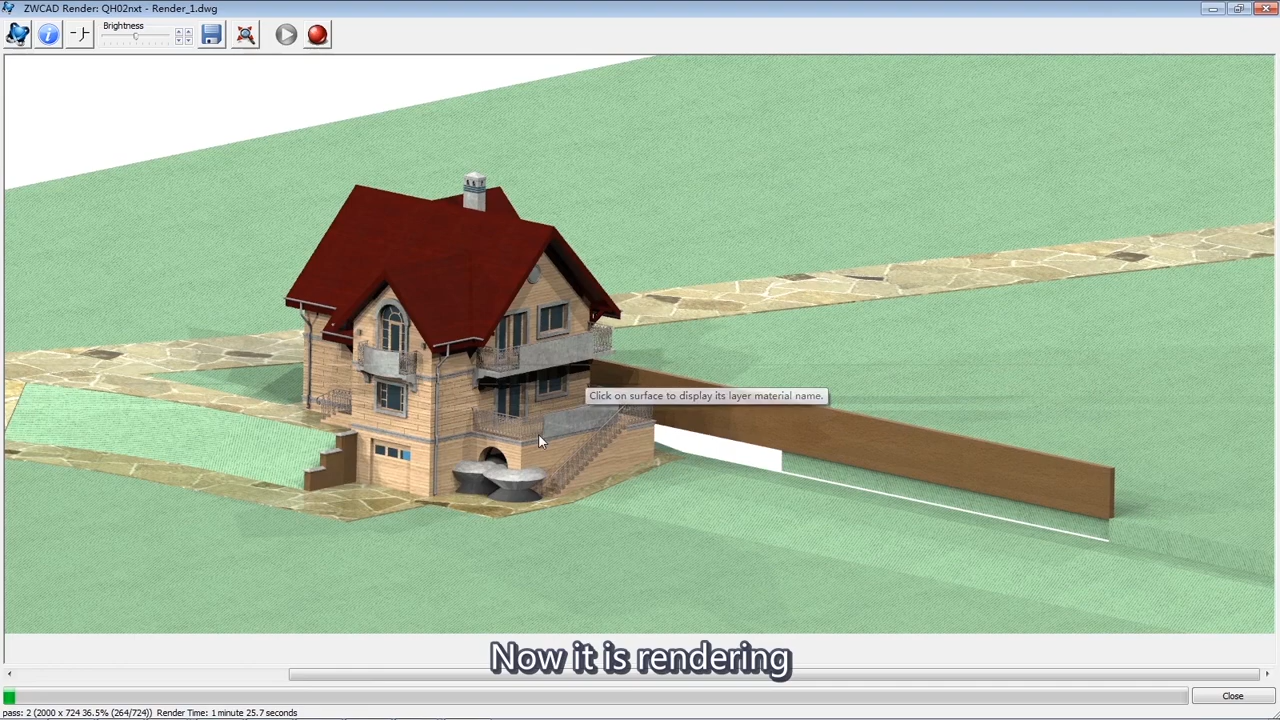 ZWCAD Render: QH02nxt - Render_1.dwg
Brightness
Click on surface to display its layer material name.
Now it is rendering
Close
pass: 2 (2000 x 724 36.5% (264/724)) Render Time: 1 minute 25.7 seconds